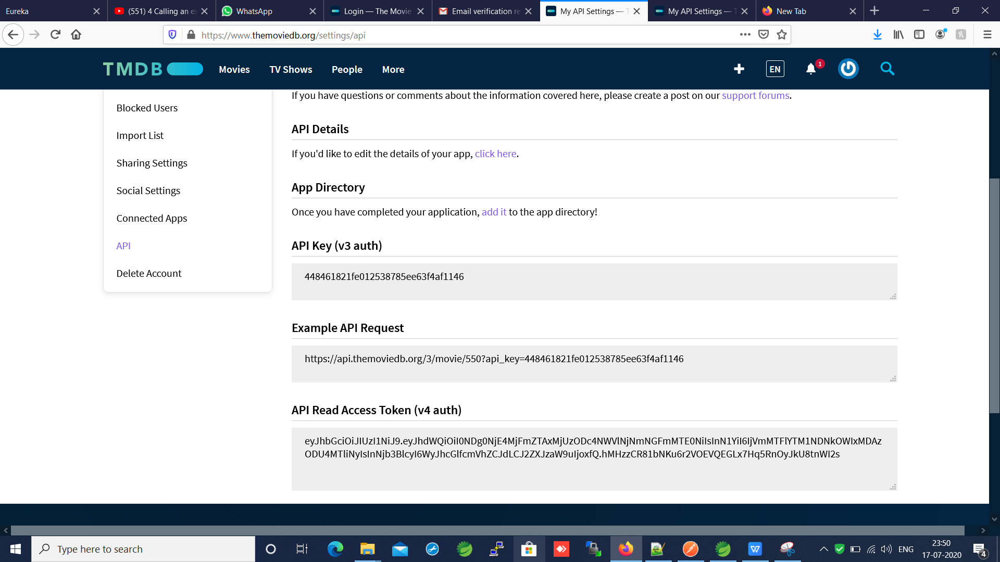 Eureka
(551) 4 Calling an ex
WhatsApp
Login — The Movie
Email verification re
My API Settings — T
My API Settings — T
New Tab
https://www.themoviedb.org/settings/api
TMDB
Movies
TV Shows
People
More
EN
1
Blocked Users
Import List
Sharing Settings
Social Settings
Connected Apps
API
Delete Account
If you have questions or comments about the information covered here, please create a post on our support forums.
API Details
If you'd like to edit the details of your app, click here.
App Directory
Once you have completed your application, add it to the app directory!
API Key (v3 auth)
448461821fe012538785ee63f4af1146
Example API Request
https://api.themoviedb.org/3/movie/550?api_key=448461821fe012538785ee63f4af1146
API Read Access Token (v4 auth)
eyJhbGciOiJIUzI1NiJ9.eyJhdWQiOiI0NDg0NjE4MjFmZTAxMjUzODc4NWVlNjNmNGFmMTE0NiIsInN1YiI6IjVmMTFlYTM1NDNkOWIxMDAz
ODU4MTliNyIsInNjb3BlcyI6WyJhcGlfcmVhZCJdLCJ2ZXJzaW9uIjoxfQ.hMHzzCR81bNKu6r2VOEVQEGLx7Hq5RnOyJkU8tnWI2s
Type here to search
ENG
23:50
17-07-2020
4